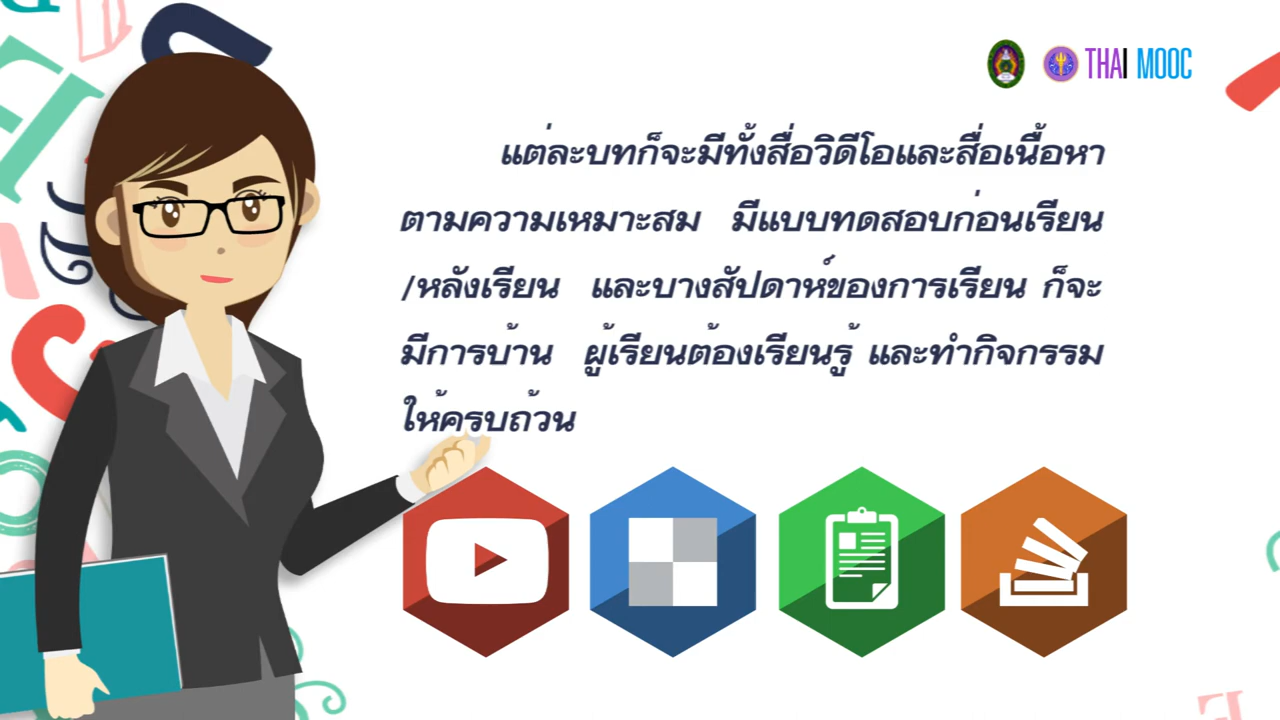 THAI MOOC
แต่ละบทก็จะมีทั้งสื่อวิดีโอและสื่อเนื้อหา
ตามความเหมาะสม มีแบบทดสอบก่อนเรียน
/หลังเรียน และบางสัปดาห์ของการเรียน ก็จะ
มีการบ้าน ผู้เรียนต้องเรียนรู้ และทำกิจกรรม
ให้ครบถ้วน